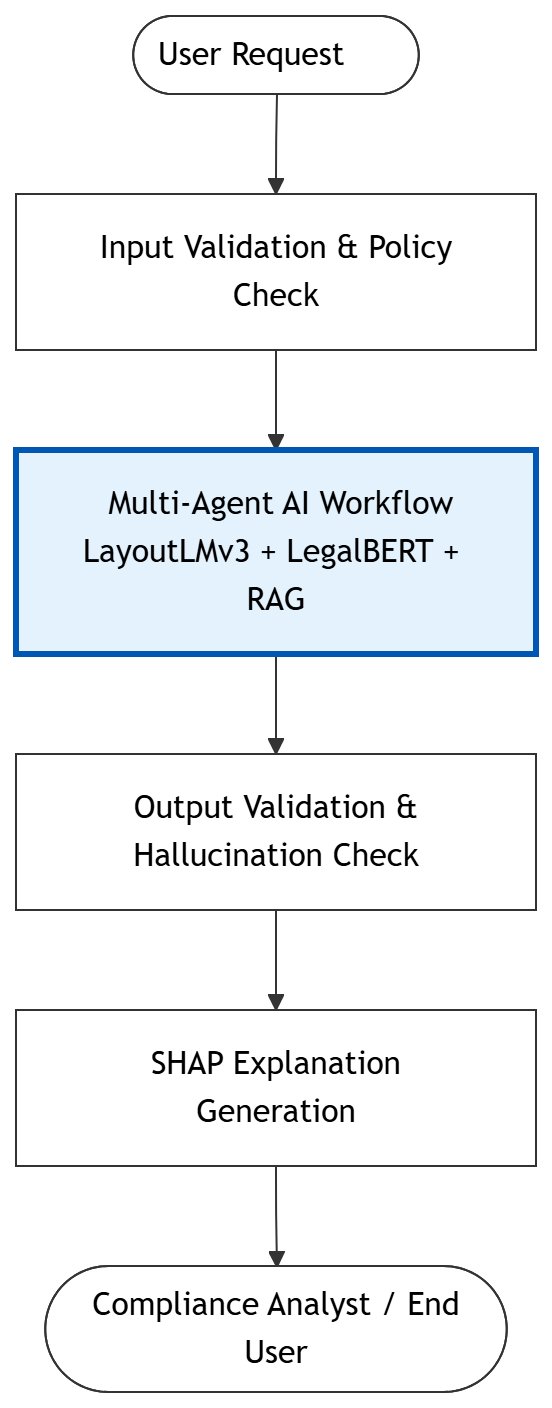 User Request
Input Validation & Policy
Check
Multi-Agent AI Workflow
LayoutLMv3 + LegalBERT +
RAG
Output Validation &
Hallucination Check
SHAP Explanation
Generation
Compliance Analyst / End
User